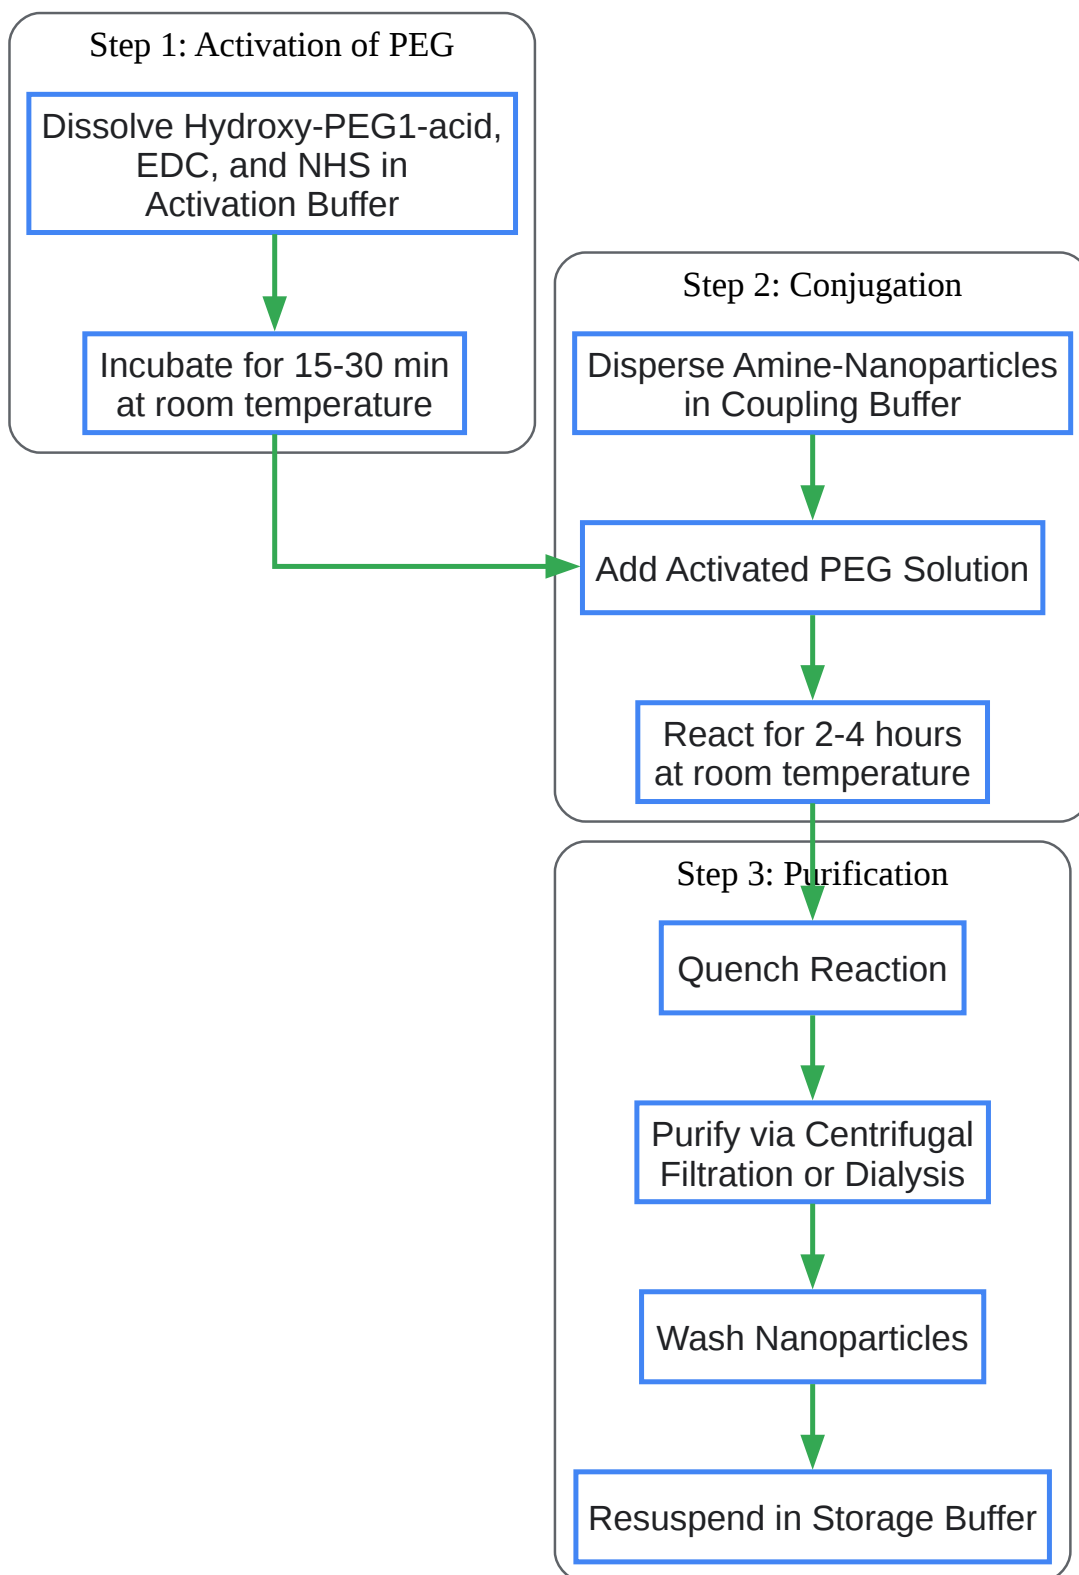 Step 1: Activation of PEG
Dissolve Hydroxy-PEG1-acid,
EDC, and NHS in
Activation Buffer
Incubate for 15-30 min
at room temperature
Step 2: Conjugation
Disperse Amine-Nanoparticles
in Coupling Buffer
Add Activated PEG Solution
React for 2-4 hours
at room temperature
Step 3: Purification
Quench Reaction
Purify via Centrifugal
Filtration or Dialysis
Wash Nanoparticles
Resuspend in Storage Buffer